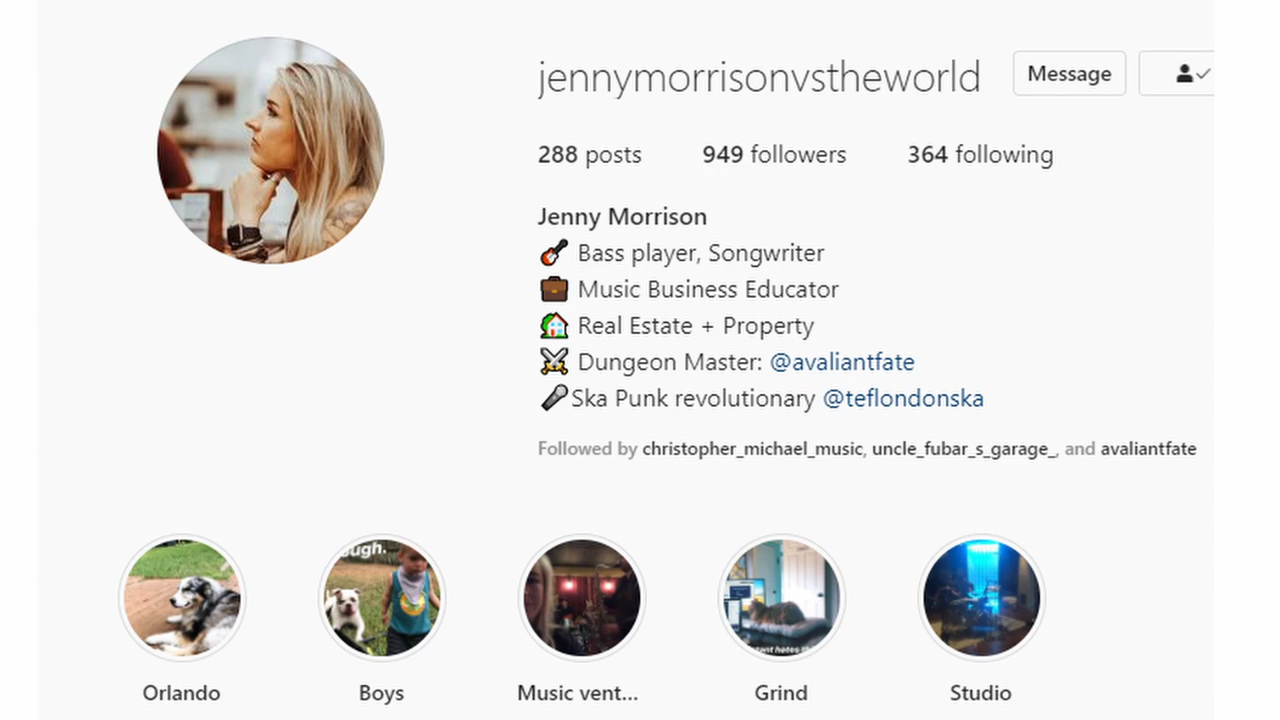 jennymorrisonvstheworld
Message
288 posts 949 followers 364 following
Jenny Morrison
🎸 Bass player, Songwriter
💼 Music Business Educator
🏡 Real Estate + Property
⚔️ Dungeon Master: @avaliantfate
🎤Ska Punk revolutionary @teflondonska
Followed by christopher_michael_music, uncle_fubar_s_garage_, and avaliantfate
ough.
hates
Orlando Boys Music vent... Grind Studio